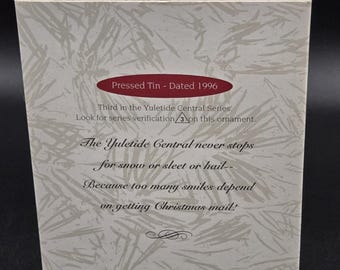 Pressed Tin - Dated 1996
Third in the Yuletide Central Series.
Look for series verification 3 on this ornament.
The Yuletide Central never stops
for snow or sleet or hail--
Because too many smiles depend
on getting Christmas mail!